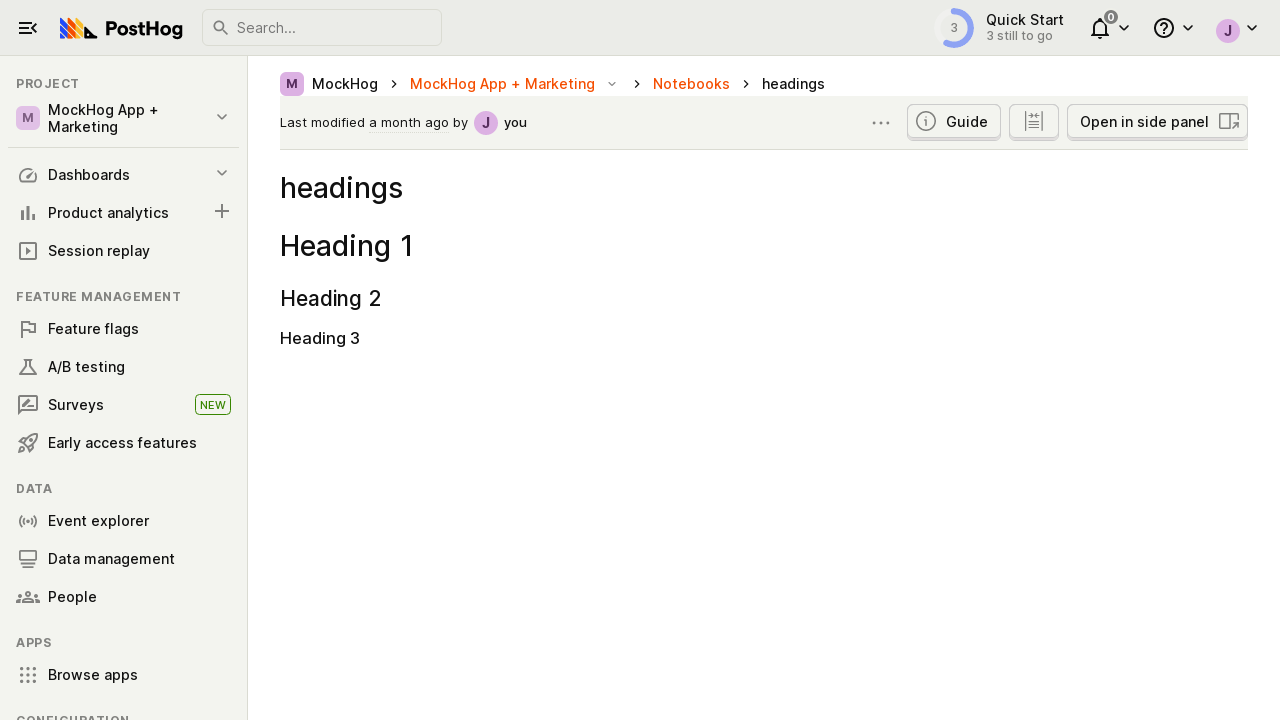 PostHog
Search...
3
Quick Start
3 still to go
0
J
PROJECT
M
MockHog App +
Marketing
Dashboards
Product analytics
Session replay
FEATURE MANAGEMENT
Feature flags
A/B testing
Surveys
NEW
Early access features
DATA
Event explorer
Data management
People
APPS
Browse apps
CONFIGURATION
M MockHog > MockHog App + Marketing > Notebooks > headings
Last modified a month ago by J you
Guide
Open in side panel
headings
Heading 1
Heading 2
Heading 3